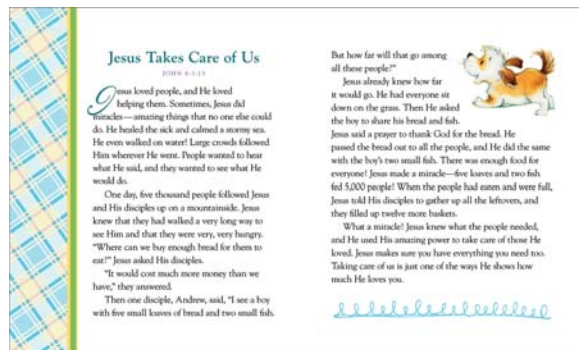 Jesus Takes Care of Us
JOHN 6:1-13
Jesus loved people, and He loved
helping them. Sometimes, Jesus did
miracles—amazing things that no one else could
do. He healed the sick and calmed a stormy sea.
He even walked on water! Large crowds followed
Him wherever He went. People wanted to hear
what He said, and they wanted to see what He
would do.
One day, five thousand people followed Jesus
and His disciples up on a mountainside. Jesus
knew that they had walked a very long way to
see Him and that they were very, very hungry.
"Where can we buy enough bread for them to
eat?" Jesus asked His disciples.
"It would cost much more money than we
have," they answered.
Then one disciple, Andrew, said, "I see a boy
with five small loaves of bread and two small fish.
But how far will that go among
all these people?"
Jesus already knew how far
it would go. He had everyone sit
down on the grass. Then He asked
the boy to share his bread and fish.
Jesus said a prayer to thank God for the bread. He
passed the bread out to all the people, and He did the same
with the boy's two small fish. There was enough food for
everyone! Jesus made a miracle—five loaves and two fish
fed 5,000 people! When the people had eaten and were full,
Jesus told His disciples to gather up all the leftovers, and
they filled up twelve more baskets.
What a miracle! Jesus knew what the people needed,
and He used His amazing power to take care of those He
loved. Jesus makes sure you have everything you need too.
Taking care of us is just one of the ways He shows how
much He loves you.